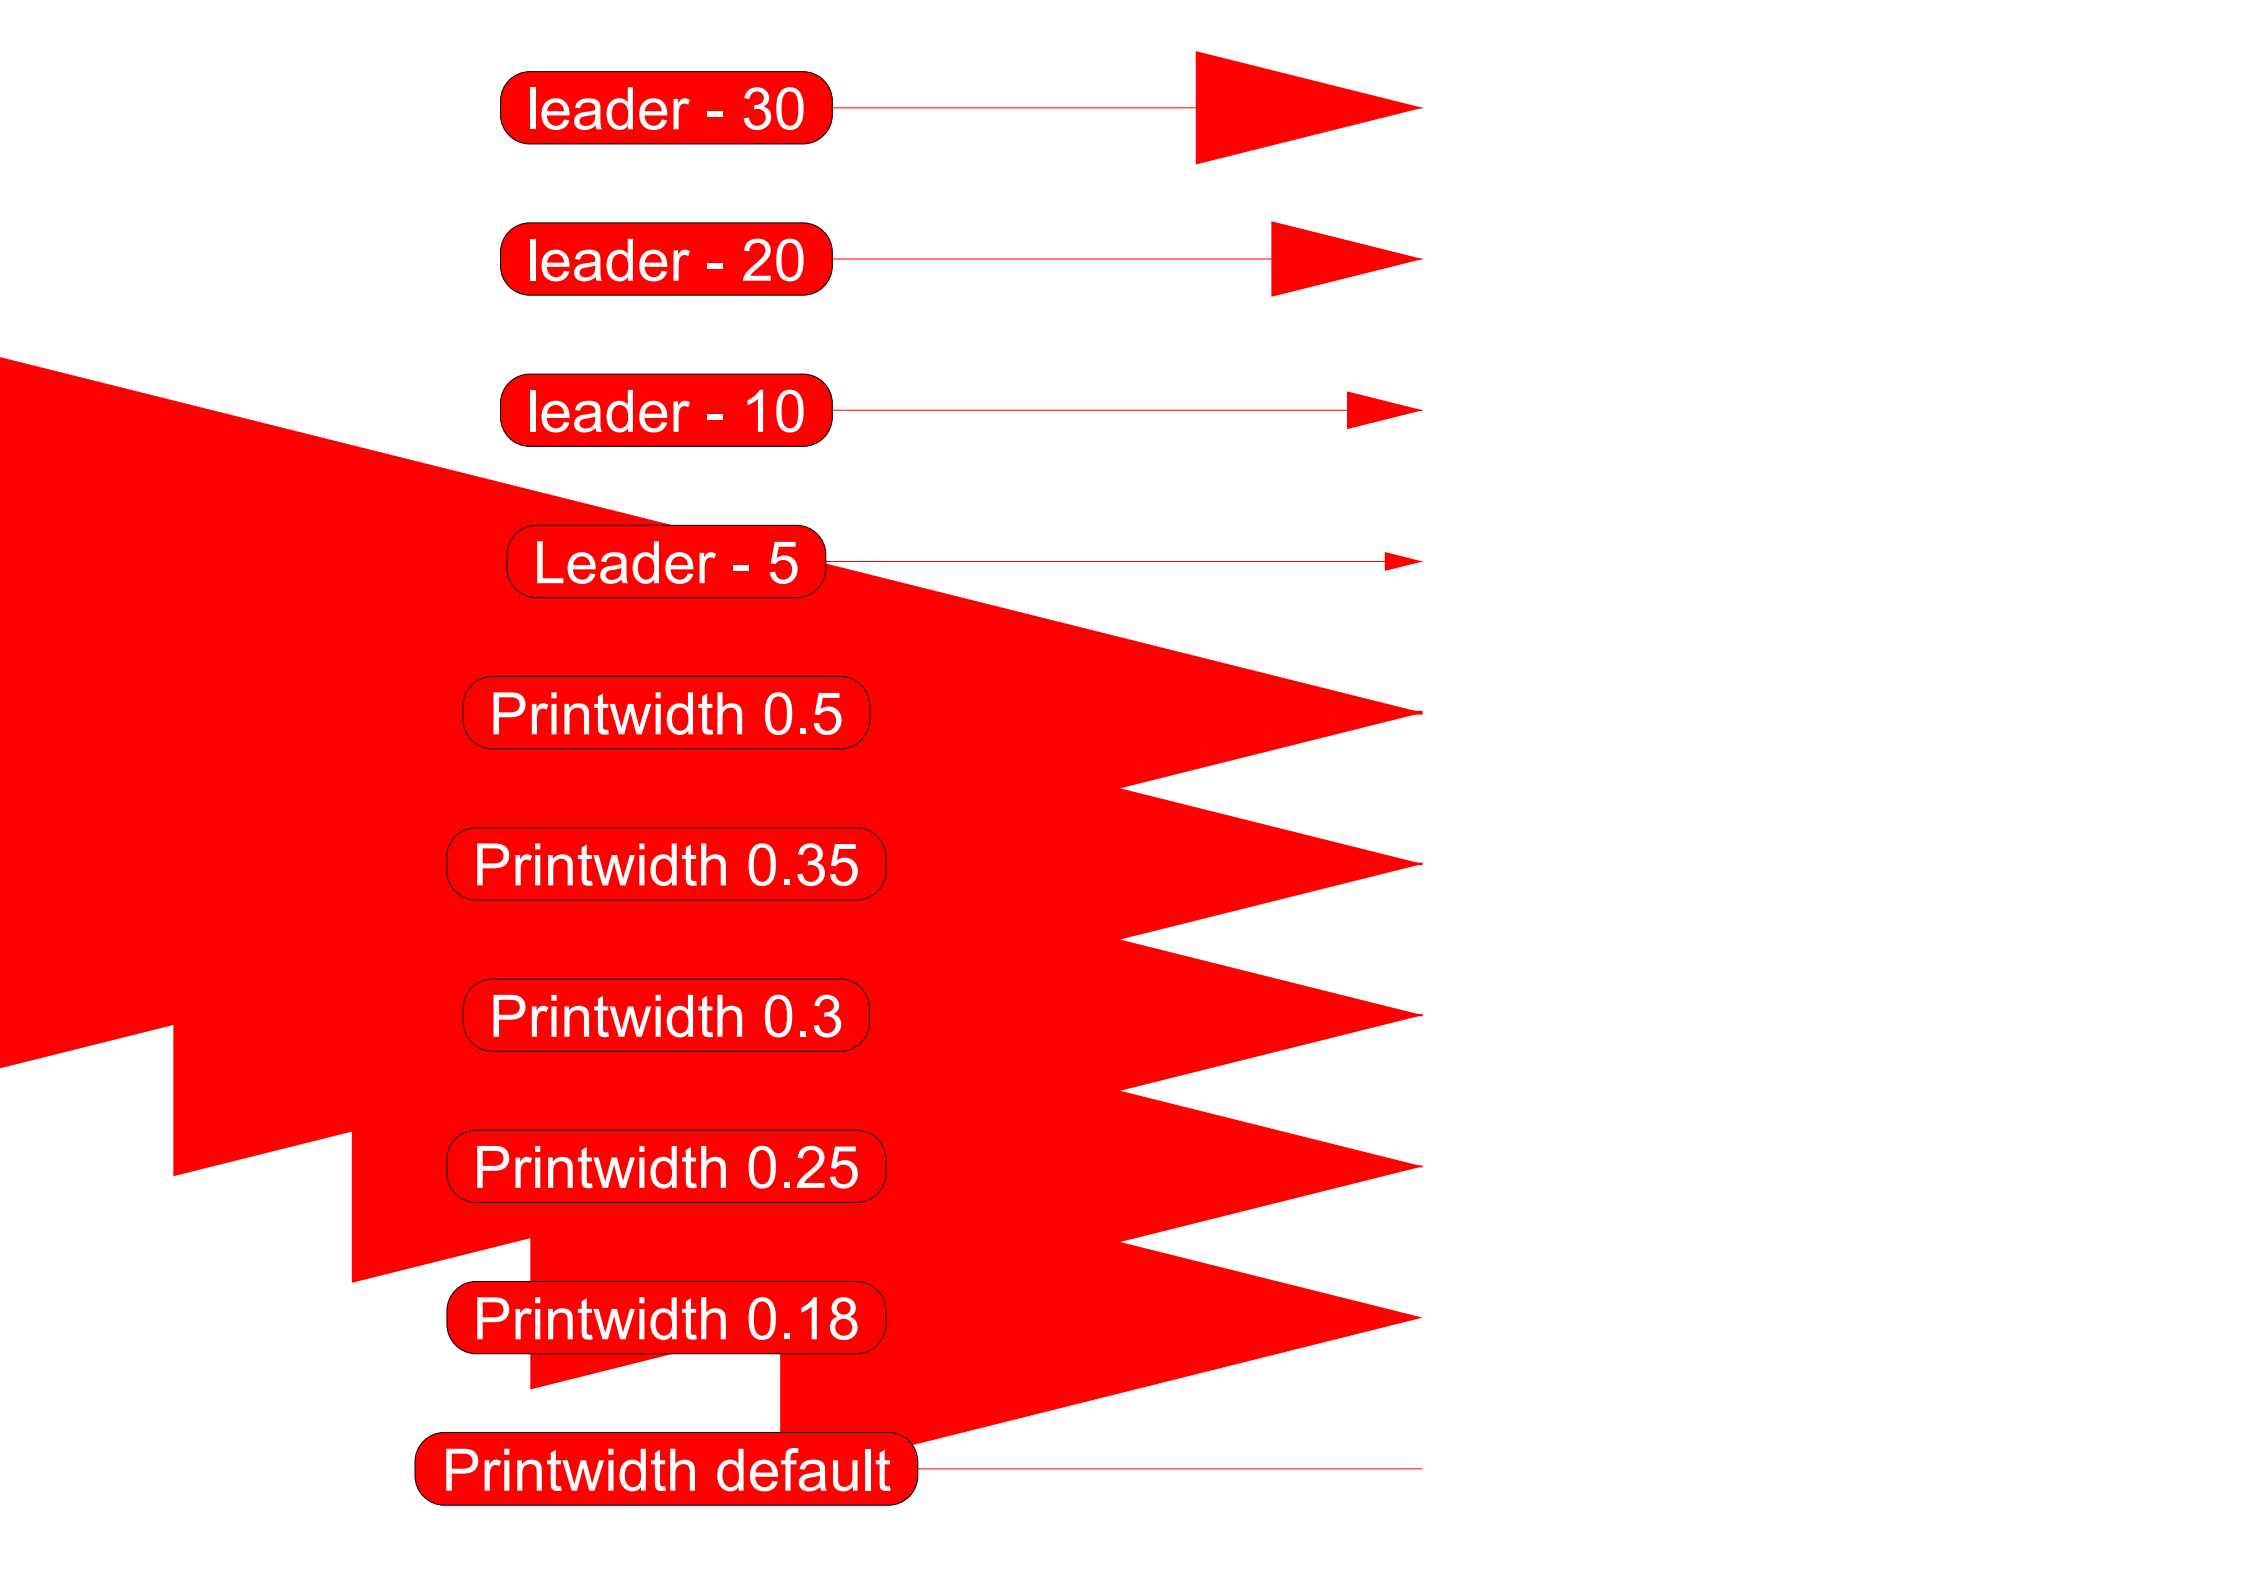 leader - 30
leader - 20
leader - 10
Leader - 5
Printwidth 0.5
Printwidth 0.35
Printwidth 0.3
Printwidth 0.25
Printwidth 0.18
Printwidth default